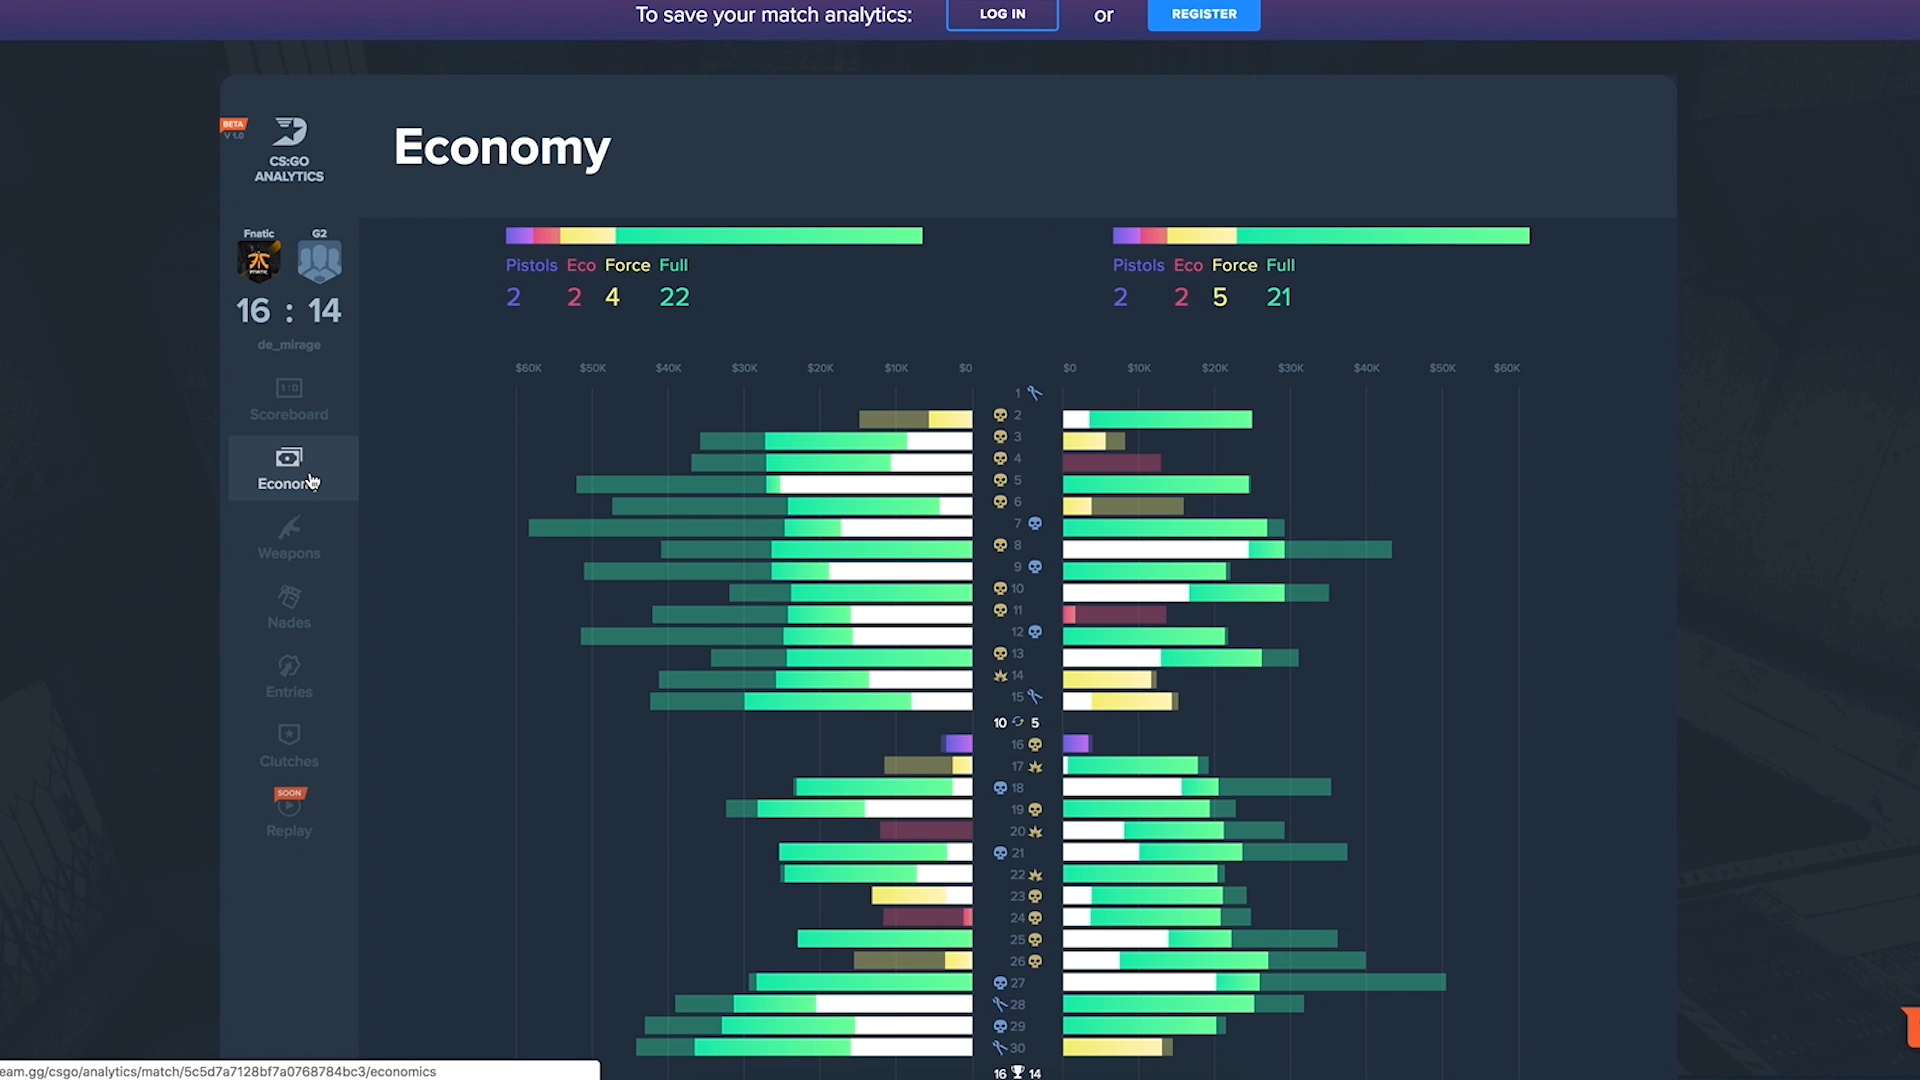 To save your match analytics: LOG IN or REGISTER
BETA
V 1.0
CS:GO
ANALYTICS
Economy
Fnatic G2
FNATIC
16 : 14
de_mirage
Scoreboard
Economy
Weapons
Nades
Entries
Clutches
SOON
Replay
Pistols Eco Force Full
2 2 4 22
Pistols Eco Force Full
2 2 5 21
$60K $50K $40K $30K $20K $10K $0
$0 $10K $20K $30K $40K $50K $60K
1
2
3
4
5
6
7
8
9
10
11
12
13
14
15
10 5
16
17
18
19
20
21
22
23
24
25
26
27
28
29
30
16 14
eam.gg/csgo/analytics/match/5c5d7a7128bf7a0768784bc3/economics